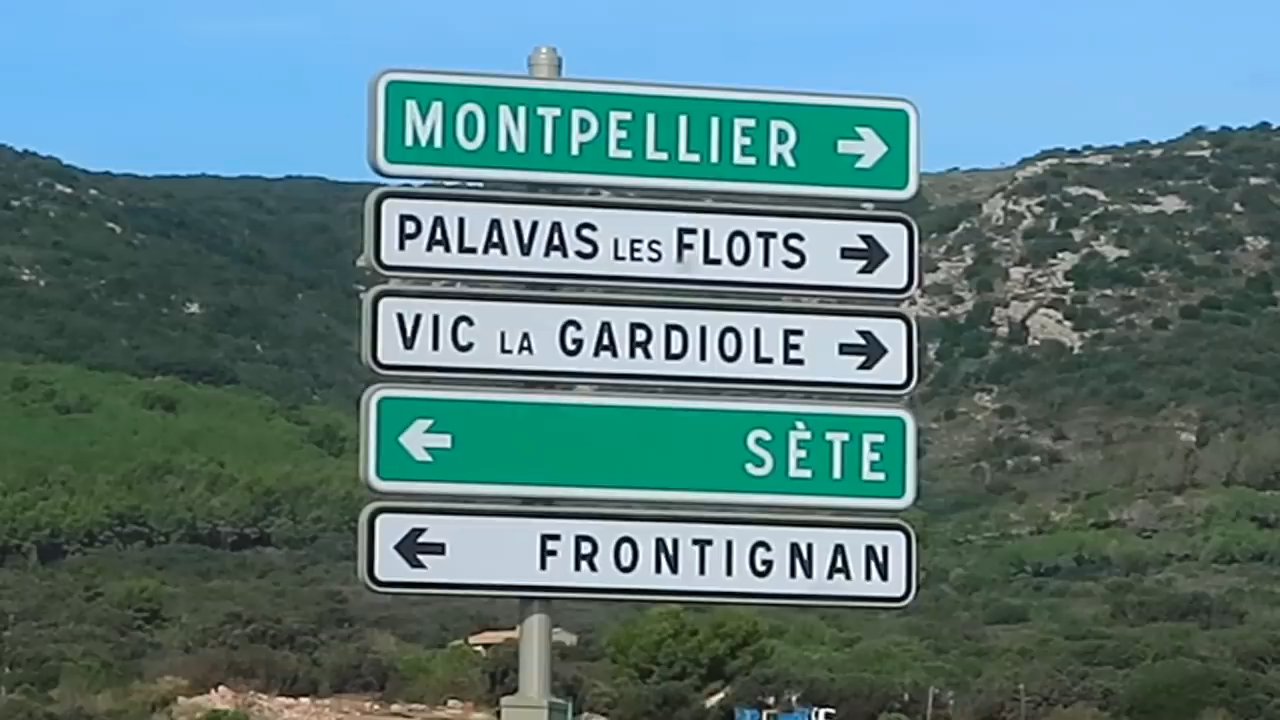 MONTPELLIER
PALAVAS LES FLOTS
VIC LA GARDIOLE
SÈTE
FRONTIGNAN